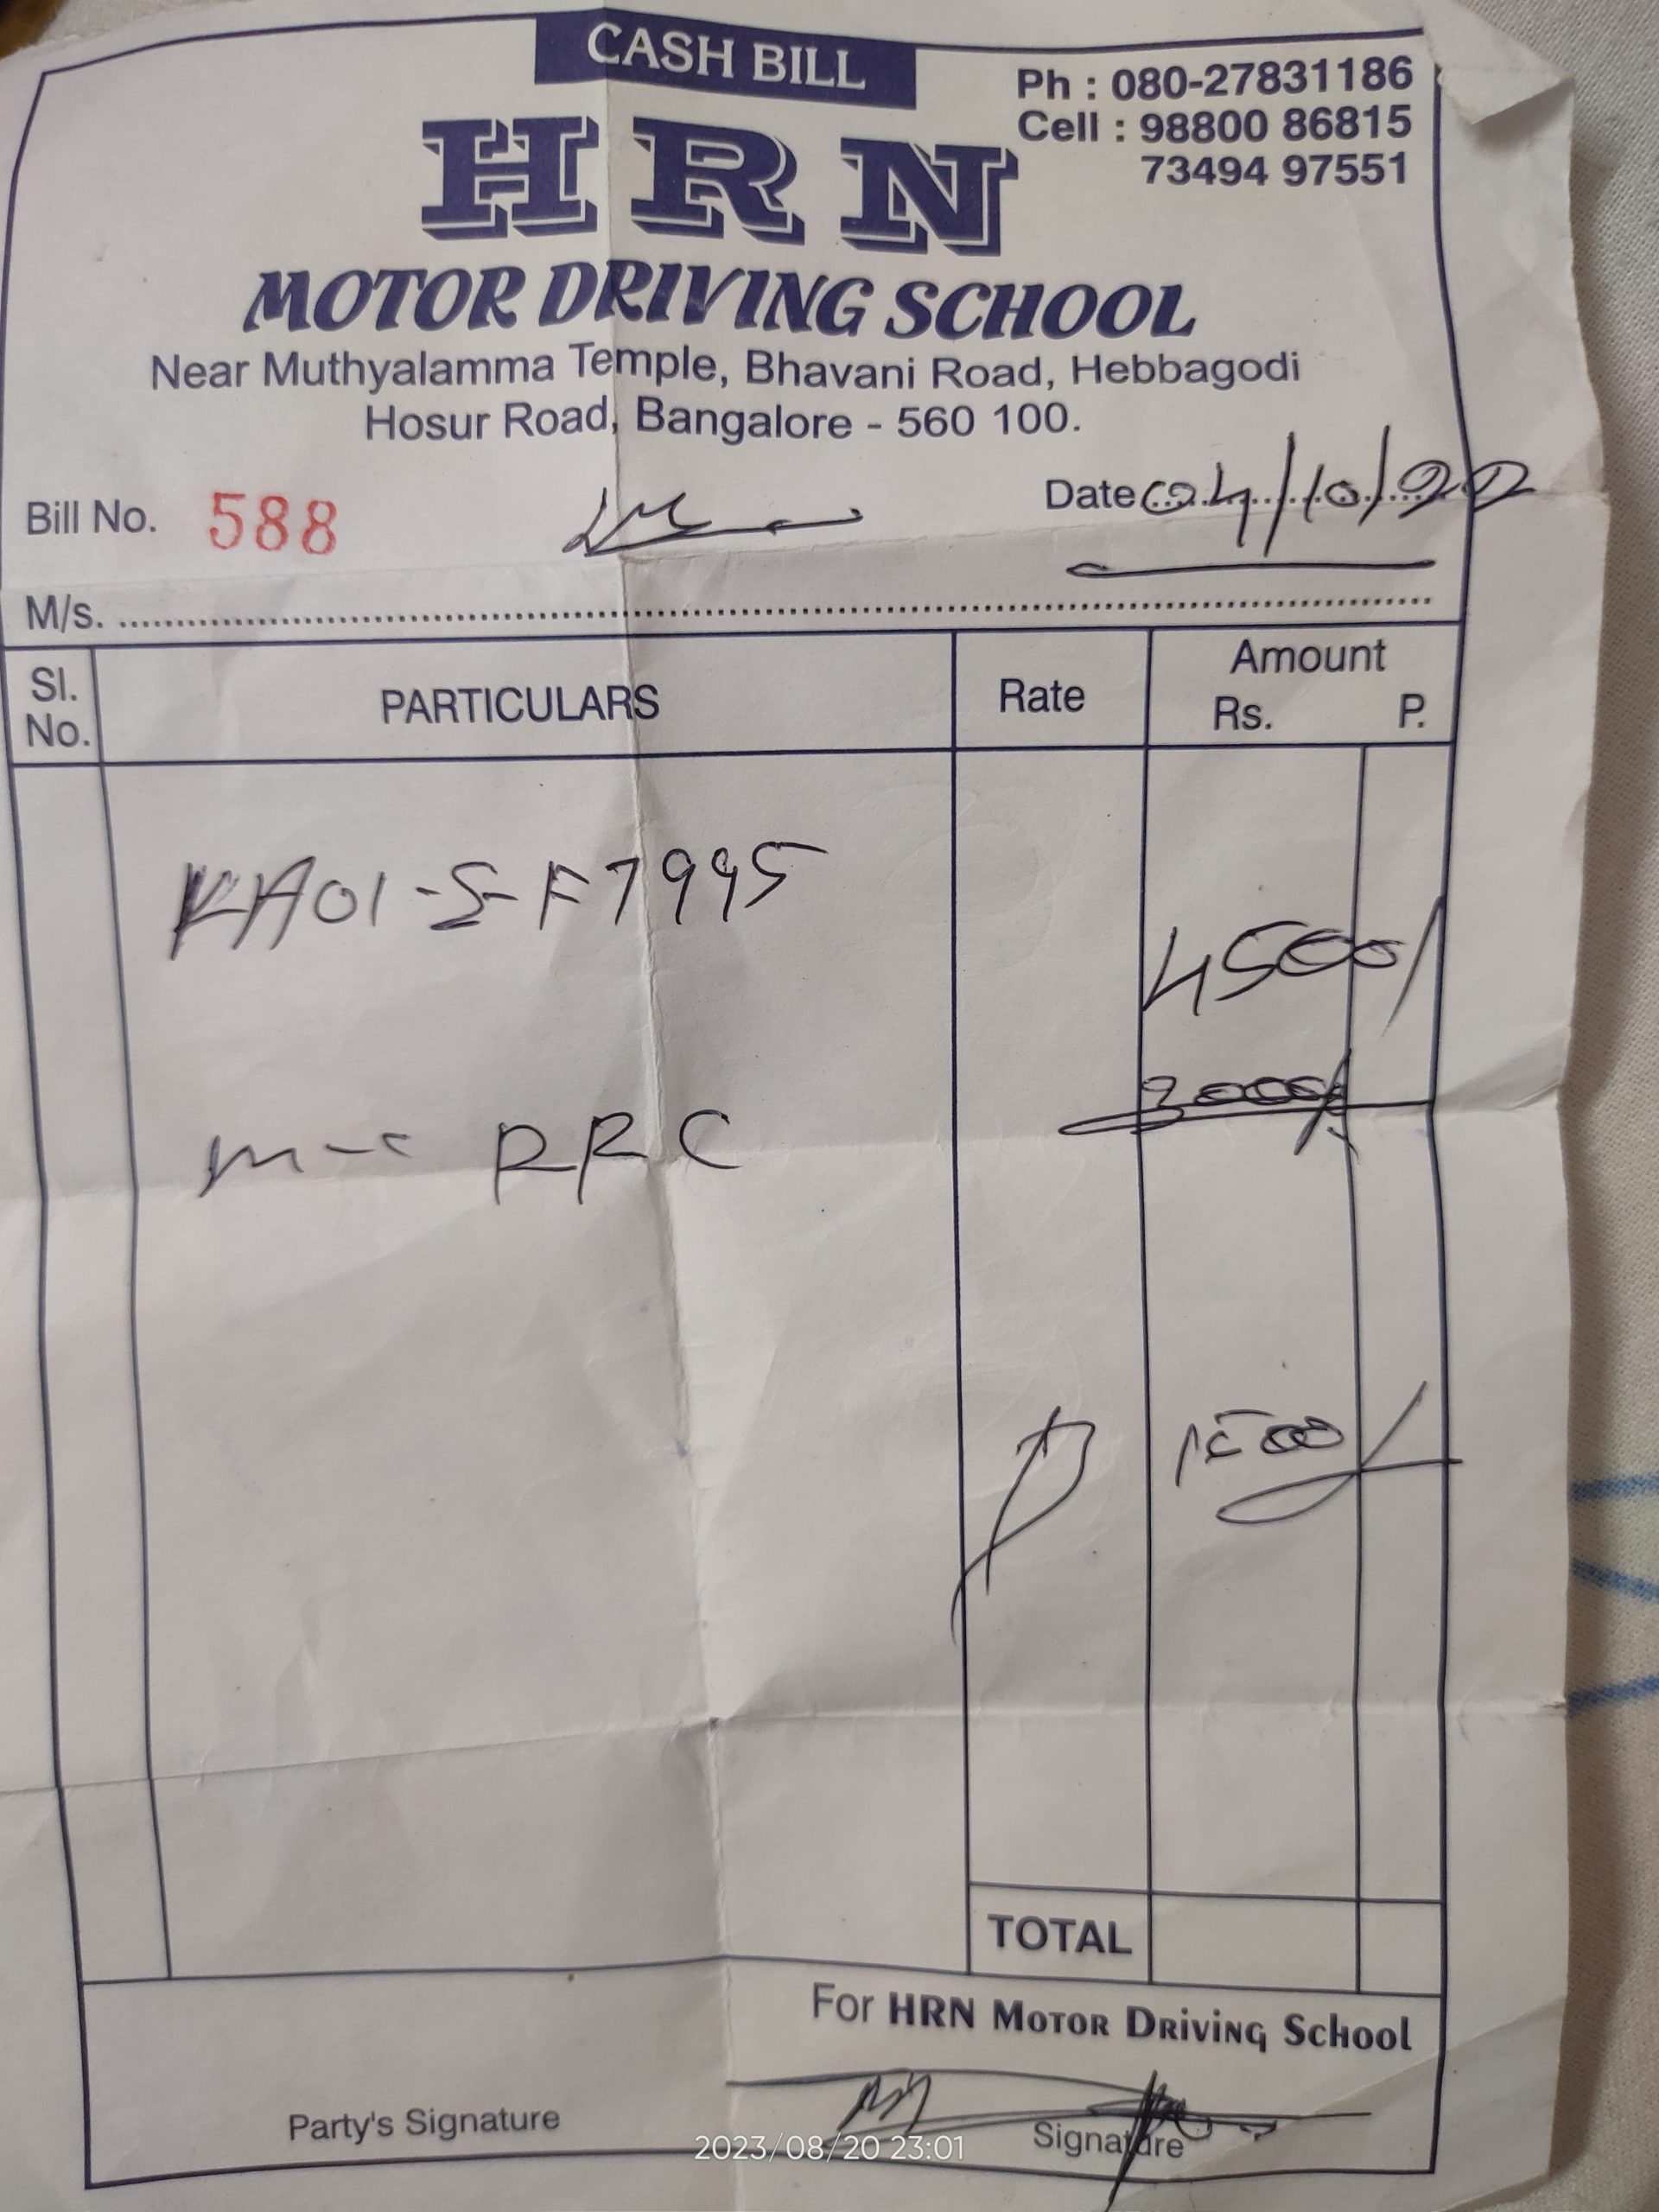 CASH BILL
Ph : 080-27831186
Cell : 98800 86815
73494 97551
HRN
MOTOR DRIVING SCHOOL
Near Muthyalamma Temple, Bhavani Road, Hebbagodi
Hosur Road, Bangalore - 560 100.
Bill No. 588 Date 04/10/22
M/s.
Sl. No. PARTICULARS Rate Amount Rs. P.
KA01-S-F7995
4500/
3000/
RRC
1500/
TOTAL
For HRN MOTOR DRIVING SCHOOL
Party's Signature Signature
2023/08/20 23:01